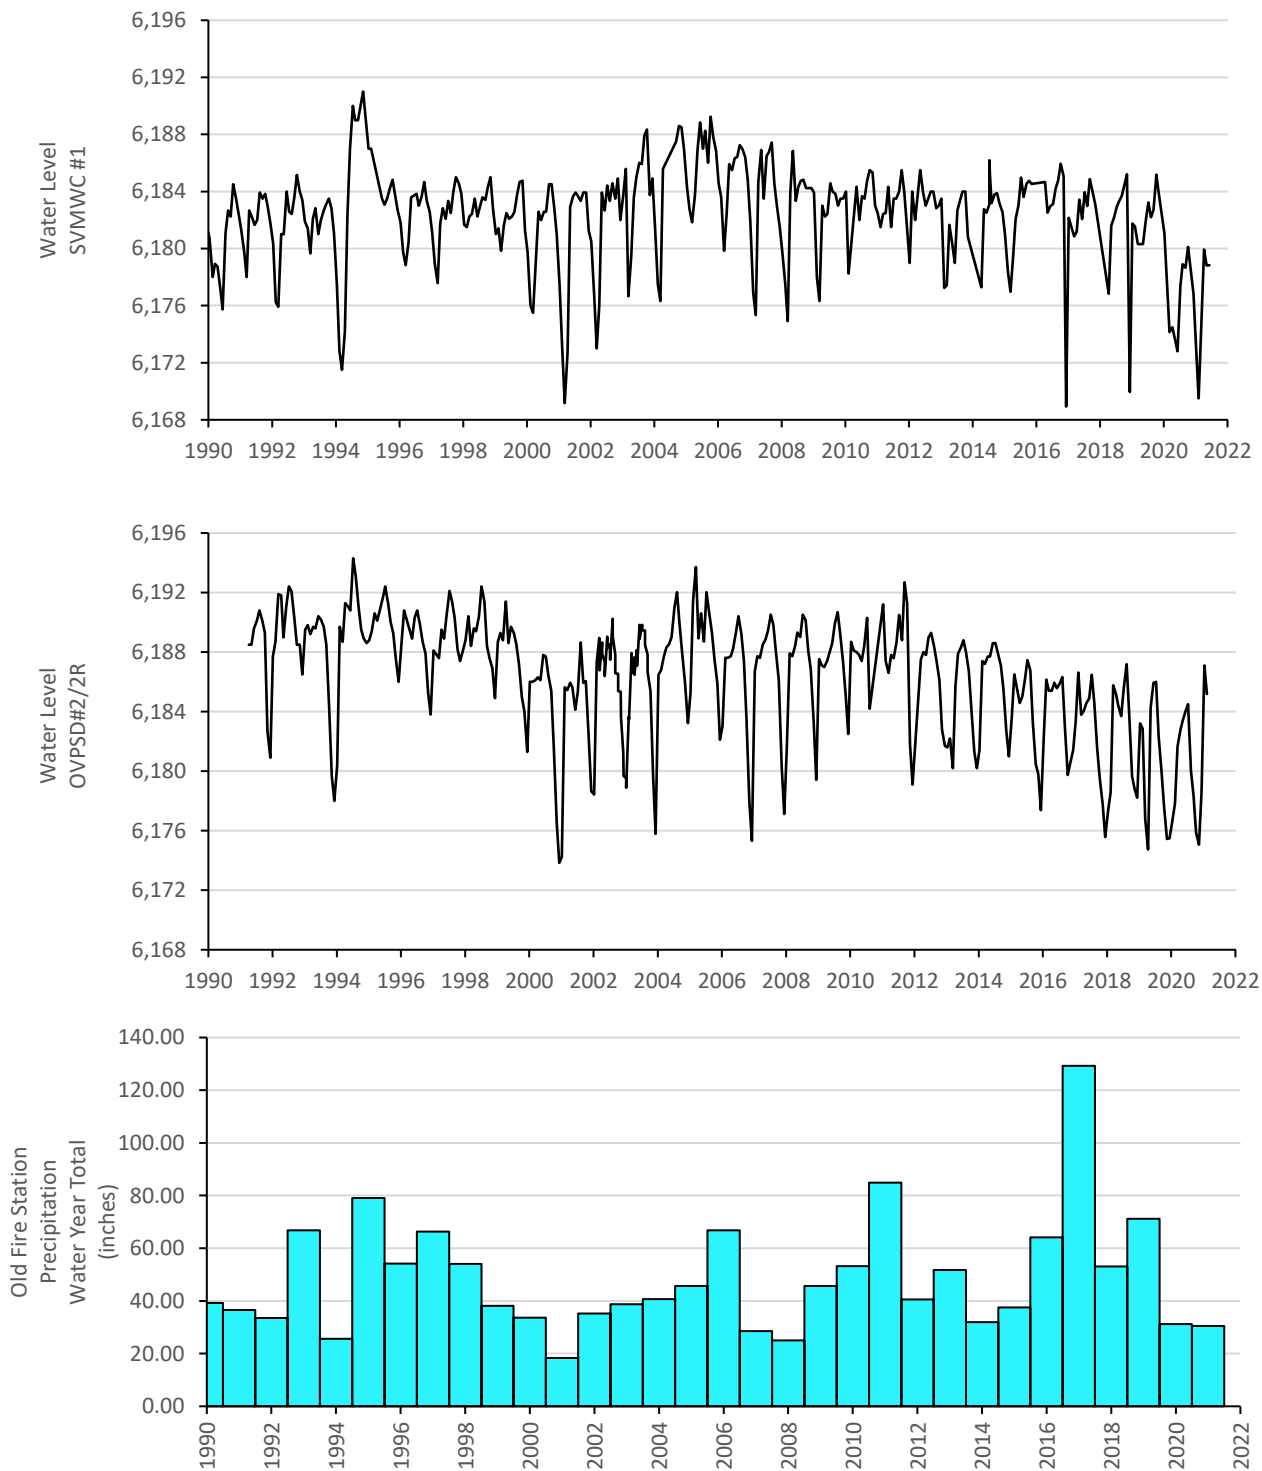 6,196
6,192
6,188
6,184
6,180
6,176
6,172
6,168
Water Level
SVMWC #1
1990 1992 1994 1996 1998 2000 2002 2004 2006 2008 2010 2012 2014 2016 2018 2020 2022
6,196
6,192
6,188
6,184
6,180
6,176
6,172
6,168
Water Level
OVPSD#2/2R
1990 1992 1994 1996 1998 2000 2002 2004 2006 2008 2010 2012 2014 2016 2018 2020 2022
140.00
120.00
100.00
80.00
60.00
40.00
20.00
0.00
Old Fire Station
Precipitation
Water Year Total
(inches)
1990 1992 1994 1996 1998 2000 2002 2004 2006 2008 2010 2012 2014 2016 2018 2020 2022